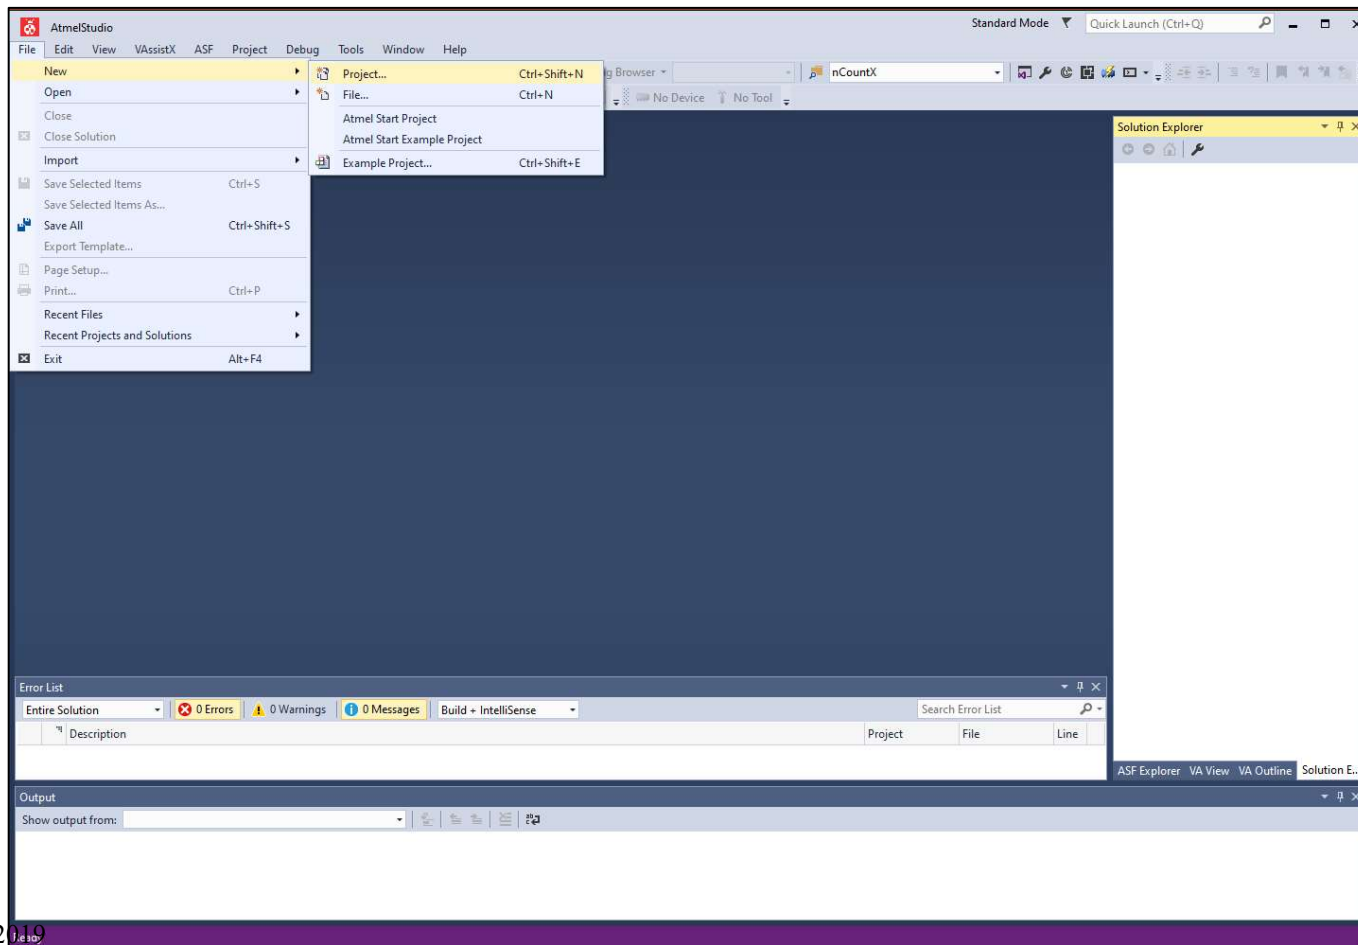 AtmelStudio
Standard Mode
Quick Launch (Ctrl+Q)
File Edit View VAssistX ASF Project Debug Tools Window Help
New
Project... Ctrl+Shift+N
g Browser
nCountX
Open
File... Ctrl+N
No Device No Tool
Close
Atmel Start Project
Close Solution
Atmel Start Example Project
Import
Example Project... Ctrl+Shift+E
Solution Explorer
Save Selected Items Ctrl+S
Save Selected Items As...
Save All Ctrl+Shift+S
Export Template...
Page Setup...
Print... Ctrl+P
Recent Files
Recent Projects and Solutions
Exit Alt+F4
Error List
Entire Solution 0 Errors 0 Warnings 0 Messages Build + IntelliSense Search Error List
Description Project File Line
ASF Explorer VA View VA Outline Solution E...
Output
Show output from:
2019